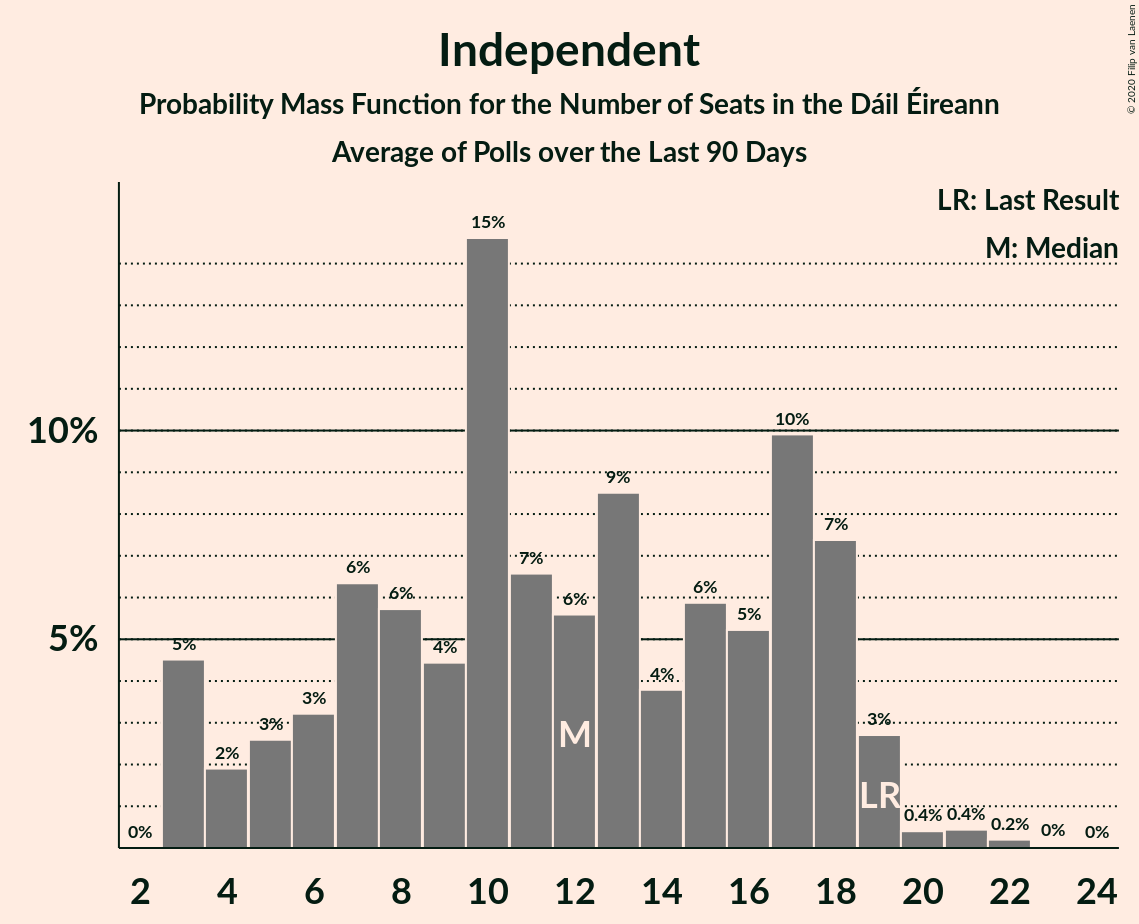 Independent
Probability Mass Function for the Number of Seats in the Dáil Éireann
Average of Polls over the Last 90 Days
© 2020 Filip van Laenen
LR: Last Result
M: Median
10%
5%
0%
5%
2%
3%
3%
6%
6%
4%
15%
7%
6%
9%
4%
6%
5%
10%
7%
3%
0.4%
0.4%
0.2%
0%
0%
M
LR
2 4 6 8 10 12 14 16 18 20 22 24